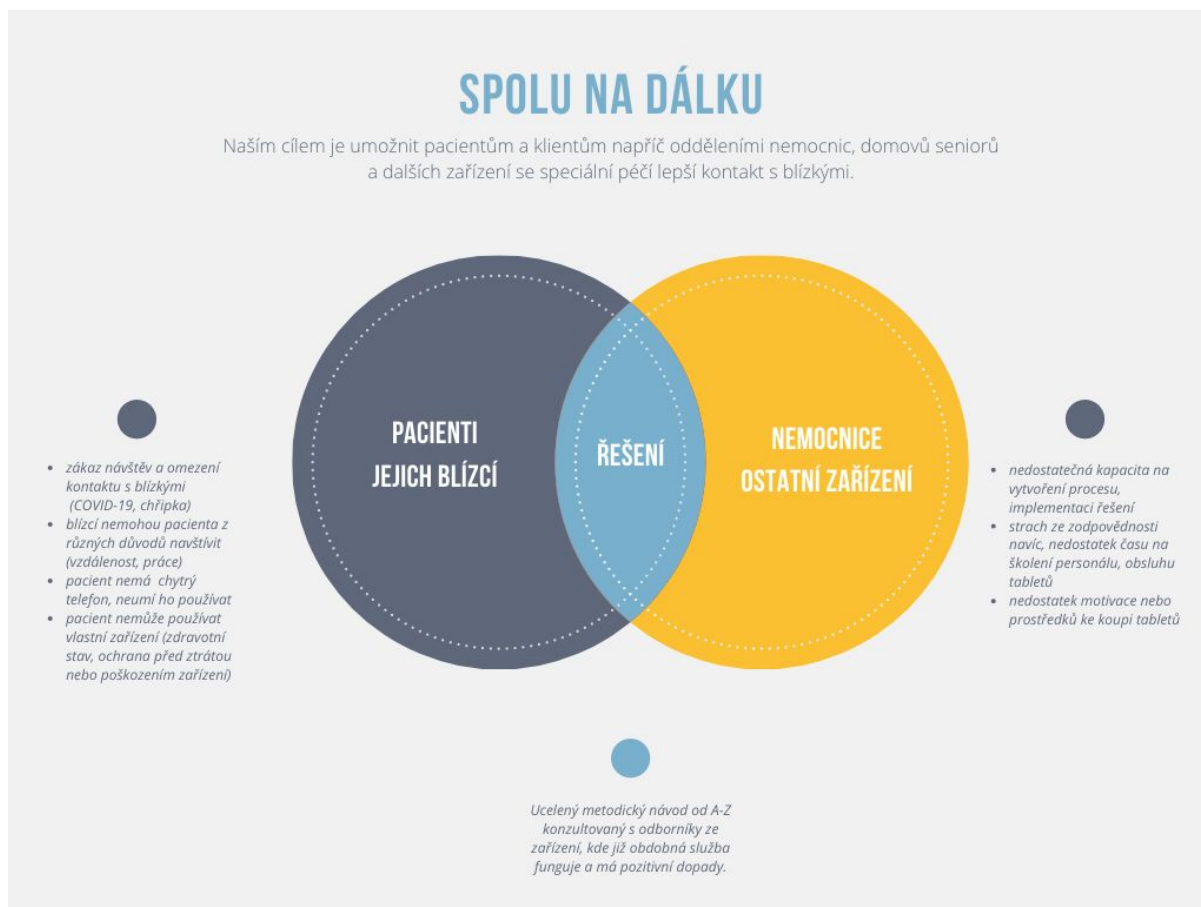 SPOLU NA DÁLKU
Naším cílem je umožnit pacientům a klientům napříč odděleními nemocnic, domovů seniorů
a dalších zařízení se speciální péčí lepší kontakt s blízkými.
PACIENTI
JEJICH BLÍZCÍ
ŘEŠENÍ
NEMOCNICE
OSTATNÍ ZAŘÍZENÍ
• zákaz návštěv a omezení
kontaktu s blízkými
(COVID-19, chřipka)
• blízcí nemohou pacienta z
různých důvodů navštívit
(vzdálenost, práce)
• pacient nemá chytrý
telefon, neumí ho používat
• pacient nemůže používat
vlastní zařízení (zdravotní
stav, ochrana před ztrátou
nebo poškozením zařízení)
• nedostatečná kapacita na
vytvoření procesu,
implementaci řešení
• strach ze zodpovědnosti
navíc, nedostatek času na
školení personálu, obsluhu
tabletů
• nedostatek motivace nebo
prostředků ke koupi tabletů
Ucelený metodický návod od A-Z
konzultovaný s odborníky ze
zařízení, kde již obdobná služba
funguje a má pozitivní dopady.